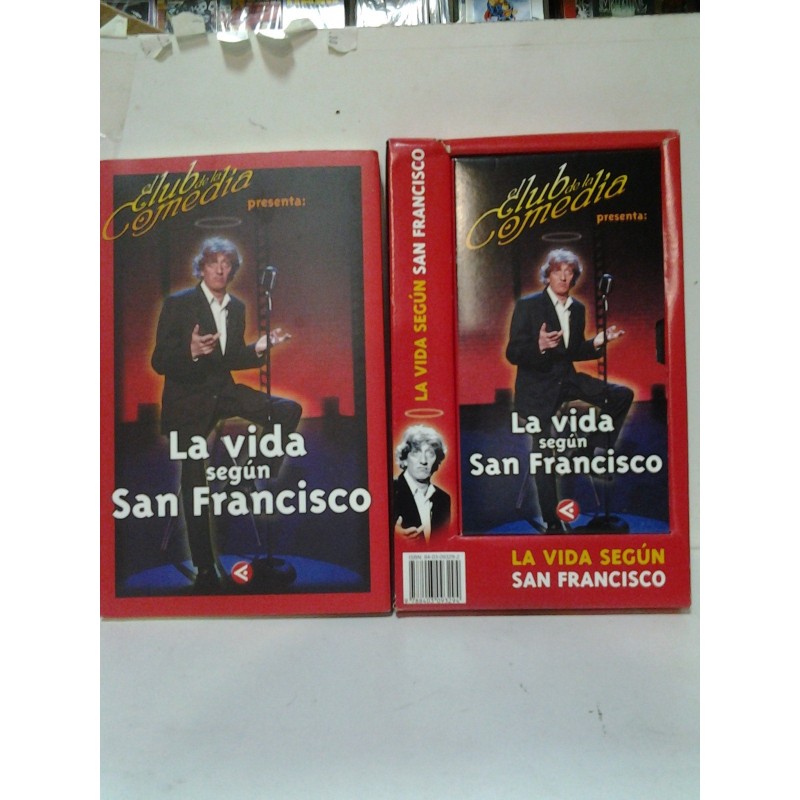 el Club de la
Comedia
presenta:
La vida
según
San Francisco
LA VIDA SEGÚN SAN FRANCISCO
el Club de la
Comedia
presenta:
La vida
según
San Francisco
LA VIDA SEGÚN
SAN FRANCISCO